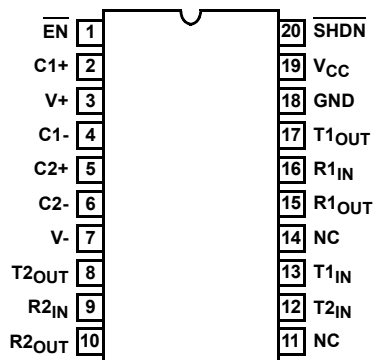 EN 1 20 SHDN
C1+ 2 19 VCC
V+ 3 18 GND
C1- 4 17 T1OUT
C2+ 5 16 R1IN
C2- 6 15 R1OUT
V- 7 14 NC
T2OUT 8 13 T1IN
R2IN 9 12 T2IN
R2OUT 10 11 NC